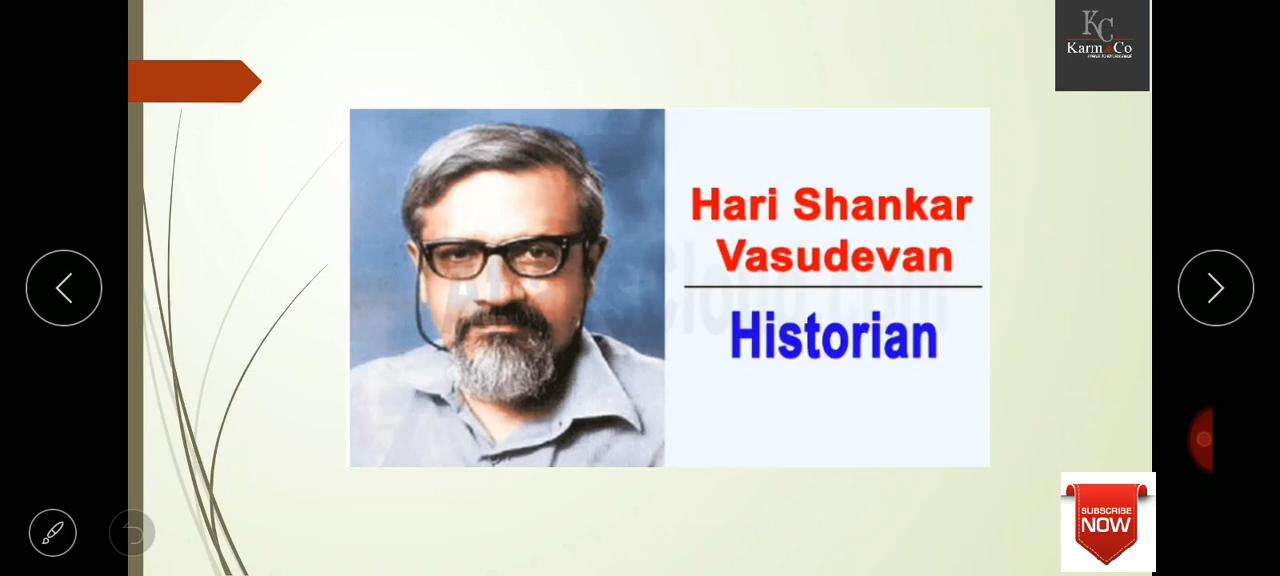 KC
Karm Co
Hari Shankar
Vasudevan
Historian
SUBSCRIBE
NOW